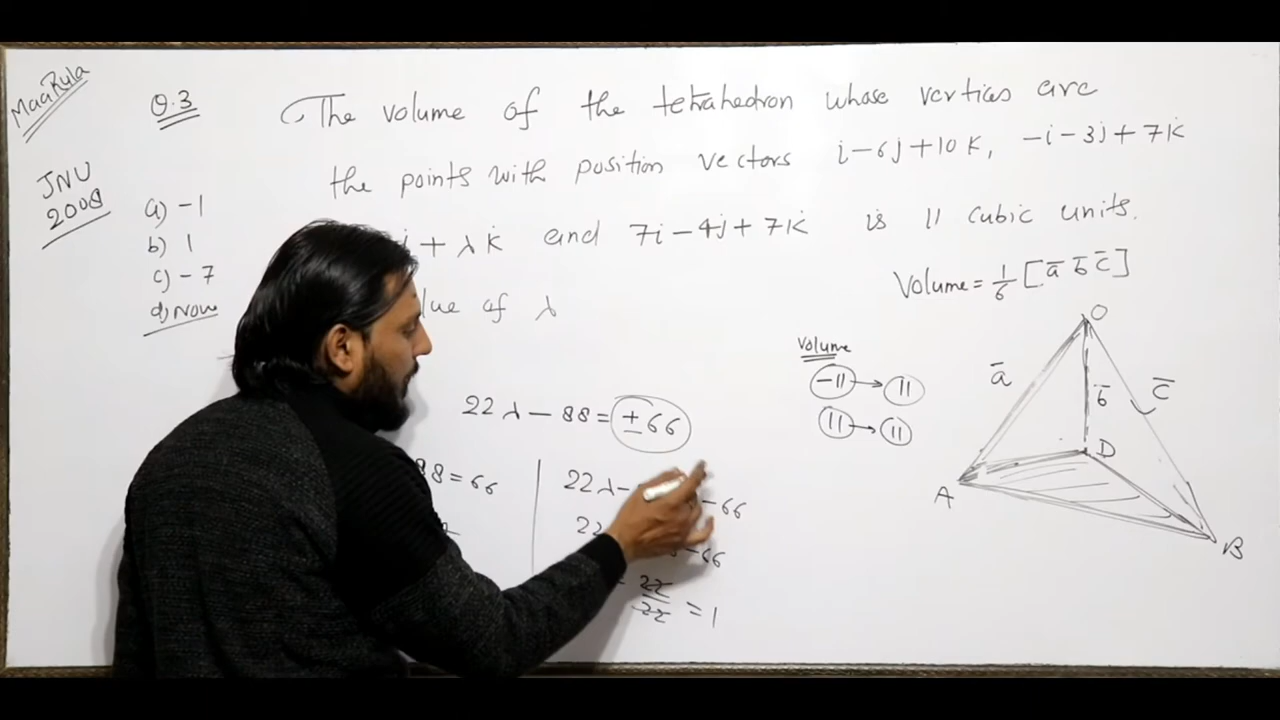 MaaRula
JNU
2008
Q.3
The volume of the tetrahedron whose vertices are
the points with position vectors i-6j+10k, -i-3j+7k
j+λk and 7i-4j+7k is 11 cubic units.
of λ
a) -1
b) 1
c) -7
d) None
Volume = 1/6 [a̅ b̅ c̅]
Volume
-11 → 11
11 → 11
O
a̅
b̅
c̅
D
A
B
22λ - 88 = ±66
88 = 66
22λ-
-66
22
-66
22/22 = 1